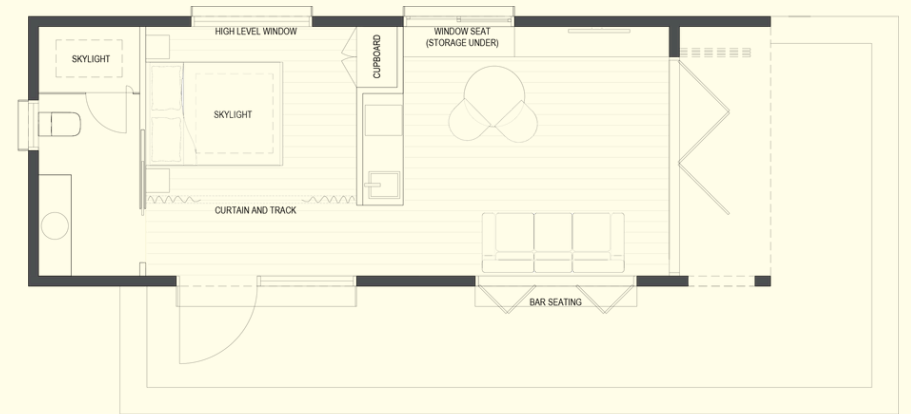 HIGH LEVEL WINDOW
WINDOW SEAT
(STORAGE UNDER)
SKYLIGHT
CUPBOARD
SKYLIGHT
CURTAIN AND TRACK
BAR SEATING